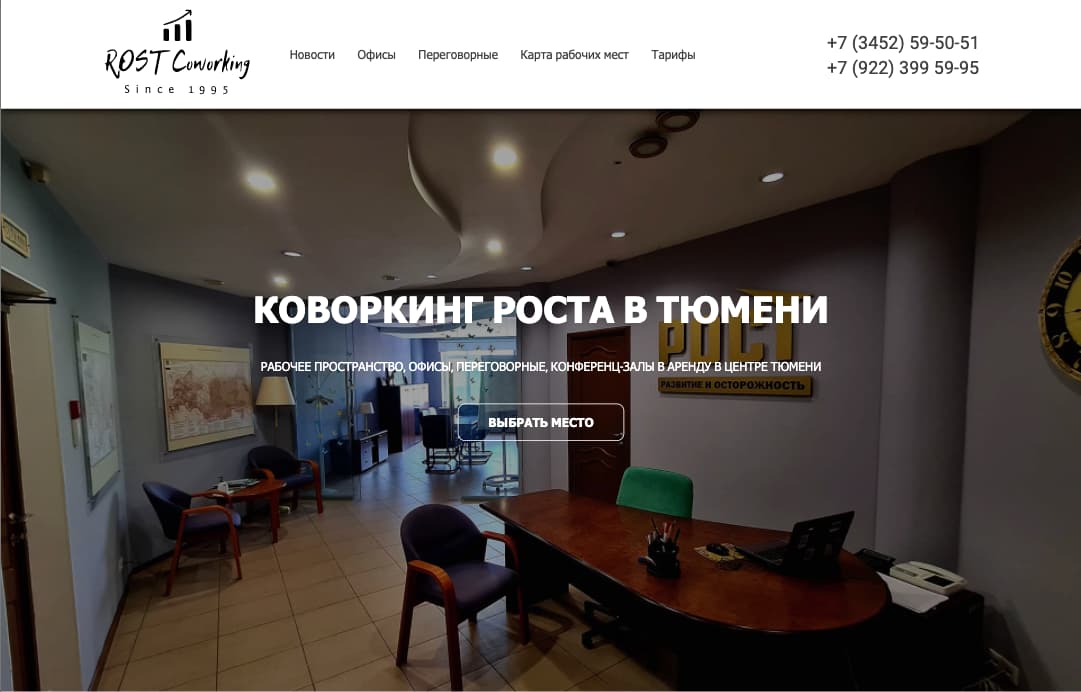 ROST Coworking
Since 1995
Новости Офисы Переговорные Карта рабочих мест Тарифы
+7 (3452) 59-50-51
+7 (922) 399 59-95
КОВОРКИНГ РОСТА В ТЮМЕНИ
РОСТ
РАБОЧЕЕ ПРОСТРАНСТВО, ОФИСЫ, ПЕРЕГОВОРНЫЕ, КОНФЕРЕНЦ-ЗАЛЫ В АРЕНДУ В ЦЕНТРЕ ТЮМЕНИ
РАЗВИТИЕ И ОСТОРОЖНОСТЬ
ВЫБРАТЬ МЕСТО